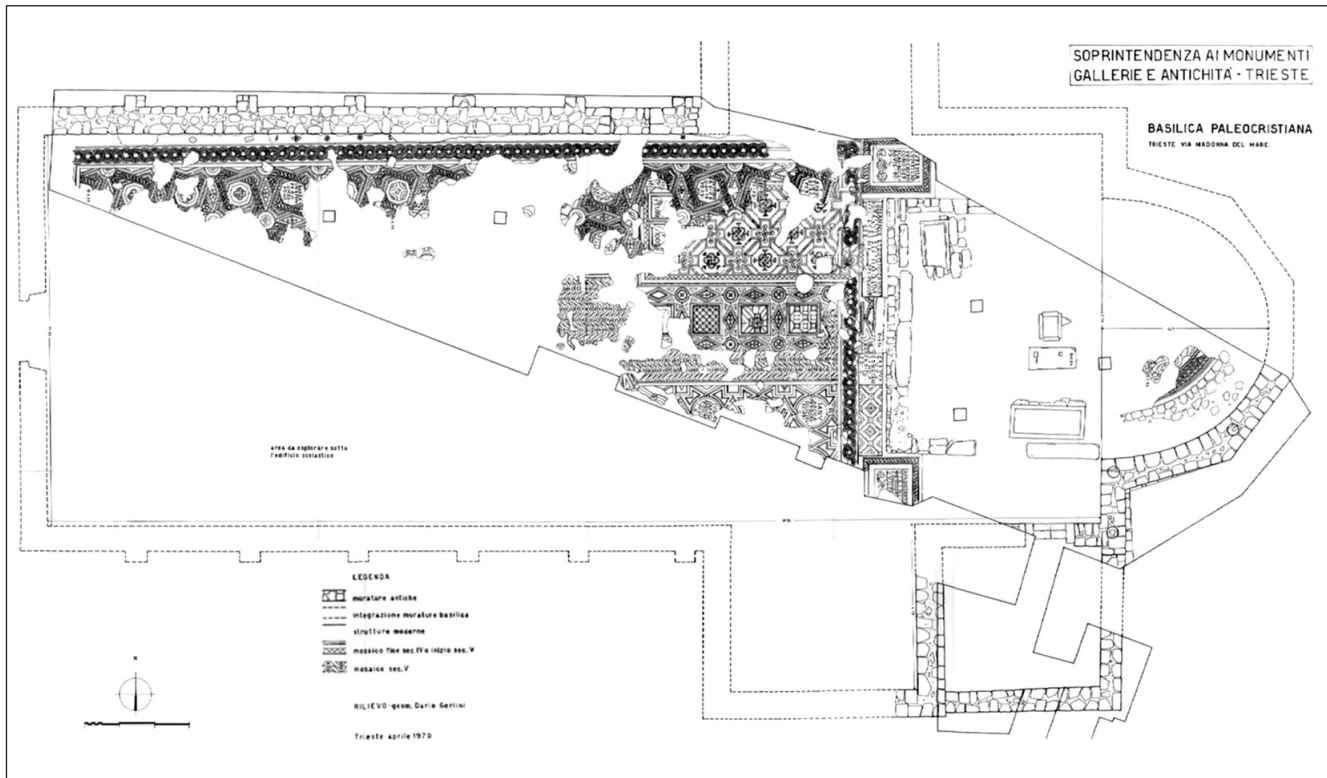 SOPRINTENDENZA AI MONUMENTI
GALLERIE E ANTICHITA' - TRIESTE
BASILICA PALEOCRISTIANA
TRIESTE VIA MADONNA DEL MARE
area da esplorare sotto
l'edificio scolastico
LEGENDA
murature antiche
integrazione murature basilica
strutture moderne
mosaico fine sec. IV o inizio sec. V
mosaico sec. V
N
RILIEVO: geom. Dario Gerlini
Trieste aprile 1970